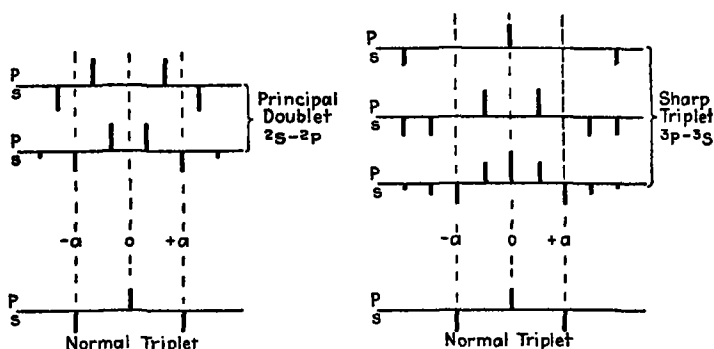 P
s
P
s
Principal
Doublet
²S-²P
-a o +a
P
s
Normal Triplet
P
s
P
s
P
s
Sharp
Triplet
³P-³S
-a o +a
P
s
Normal Triplet